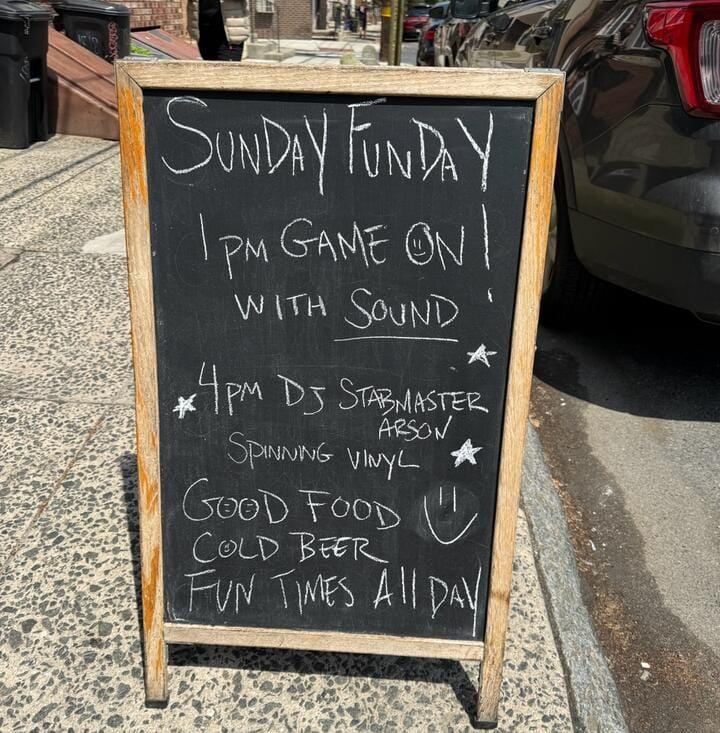 SUNDAY FUNDAY
1PM GAME ON!
WITH SOUND
4PM DJ STABMASTER
ARSON
SPINNING VINYL
GOOD FOOD
COLD BEER
FUN TIMES All DAY